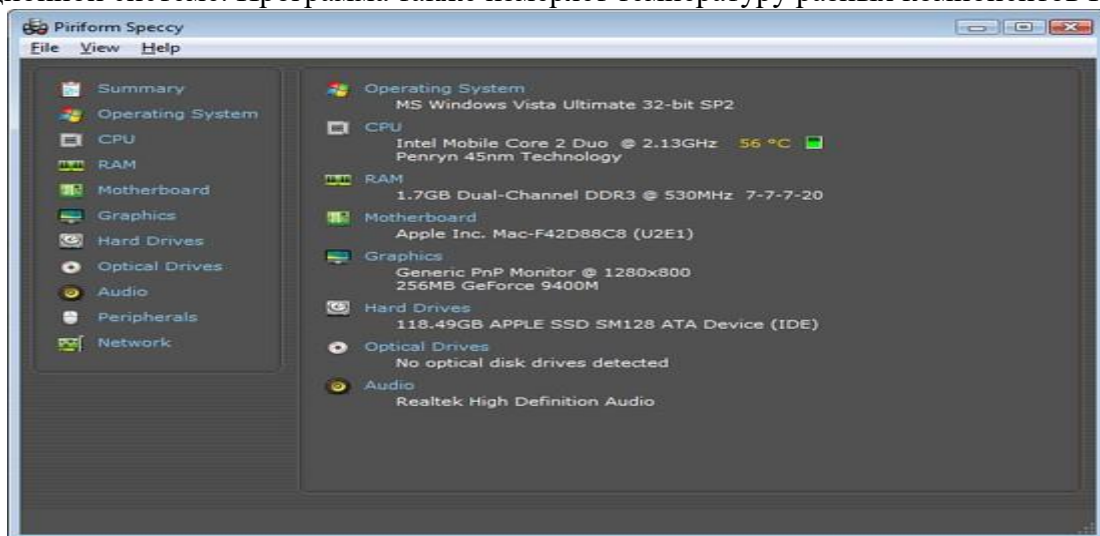 Piriform Speccy
File View Help
Summary
Operating System
CPU
RAM
Motherboard
Graphics
Hard Drives
Optical Drives
Audio
Peripherals
Network
Operating System
MS Windows Vista Ultimate 32-bit SP2
CPU
Intel Mobile Core 2 Duo @ 2.13GHz 56 °C
Penryn 45nm Technology
RAM
1.7GB Dual-Channel DDR3 @ 530MHz 7-7-7-20
Motherboard
Apple Inc. Mac-F42D88C8 (U2E1)
Graphics
Generic PnP Monitor @ 1280x800
256MB GeForce 9400M
Hard Drives
118.49GB APPLE SSD SM128 ATA Device (IDE)
Optical Drives
No optical disk drives detected
Audio
Realtek High Definition Audio